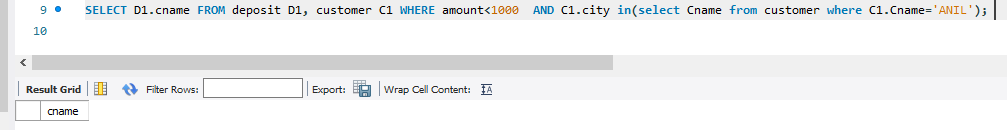 9 SELECT D1.cname FROM deposit D1, customer C1 WHERE amount<1000  AND C1.city in(select Cname from customer where C1.Cname='ANIL');
10
Result Grid Filter Rows: Export: Wrap Cell Content: IA
cname